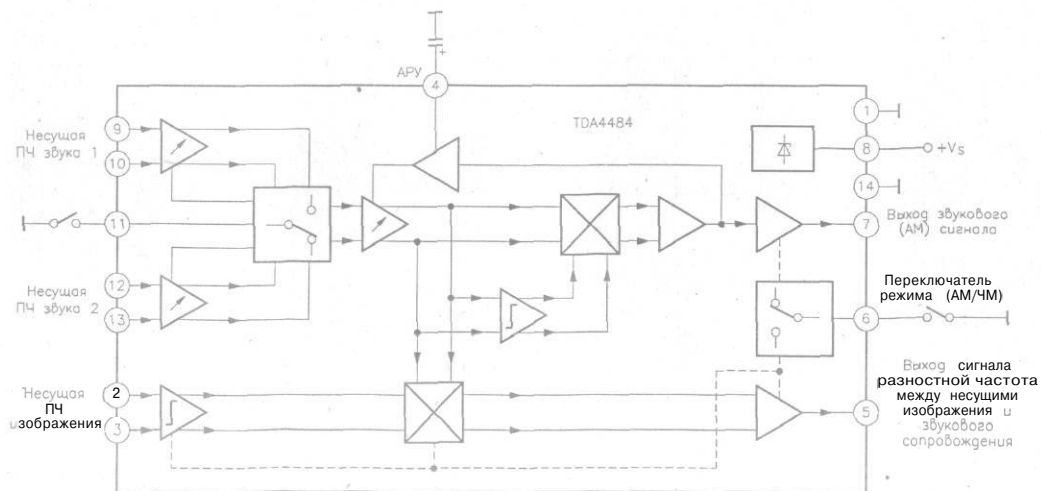 АРУ
4
TDA4484
1
Несущая
ПЧ звука 1
9
10
8
+Vs
14
11
7
Выход звукового
(АМ) сигнала
12
Несущая
ПЧ звука 2
13
Переключатель
режима (АМ/ЧМ)
6
Несущая
ПЧ
изображения
2
3
Выход сигнала
разностной частота
между несущими
изображения и
звукового
сопровождения
5